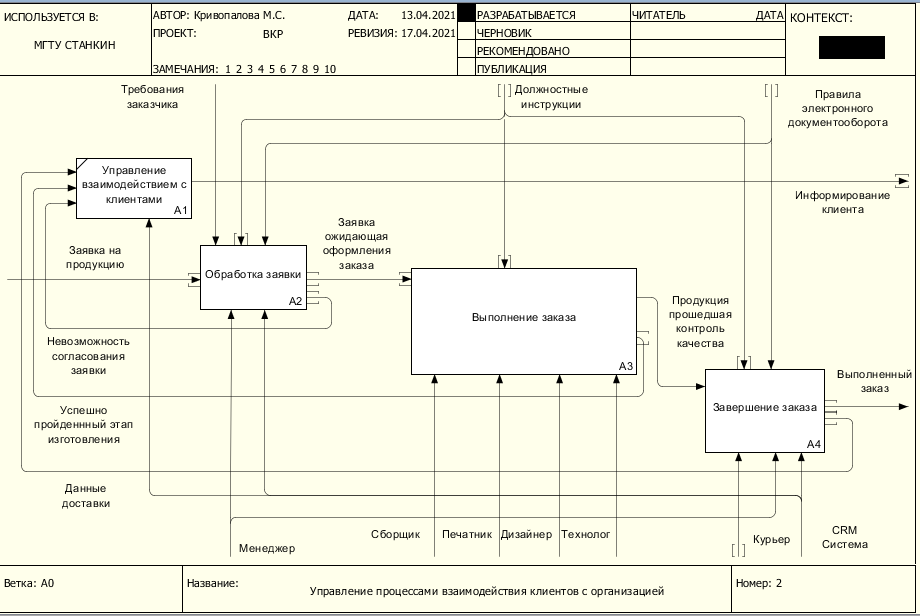 ИСПОЛЬЗУЕТСЯ В:
МГТУ СТАНКИН
АВТОР: Кривопалова М.С.
ДАТА: 13.04.2021
ПРОЕКТ: ВКР
РЕВИЗИЯ: 17.04.2021
ЗАМЕЧАНИЯ: 1 2 3 4 5 6 7 8 9 10
РАЗРАБАТЫВАЕТСЯ
ЧЕРНОВИК
РЕКОМЕНДОВАНО
ПУБЛИКАЦИЯ
ЧИТАТЕЛЬ
ДАТА
КОНТЕКСТ:
Требования
заказчика
Должностные
инструкции
Правила
электронного
документооборота
Управление
взаимодействием с
клиентами
A1
Информирование
клиента
Заявка на
продукцию
Обработка заявки
A2
Заявка
ожидающая
оформления
заказа
Выполнение заказа
A3
Продукция
прошедшая
контроль
качества
Невозможность
согласования
заявки
Выполненный
заказ
Завершение заказа
A4
Успешно
пройденнный этап
изготовления
Данные
доставки
Менеджер
Сборщик
Печатник
Дизайнер
Технолог
Курьер
CRM
Система
Ветка: A0
Название:
Управление процессами взаимодействия клиентов с организацией
Номер: 2